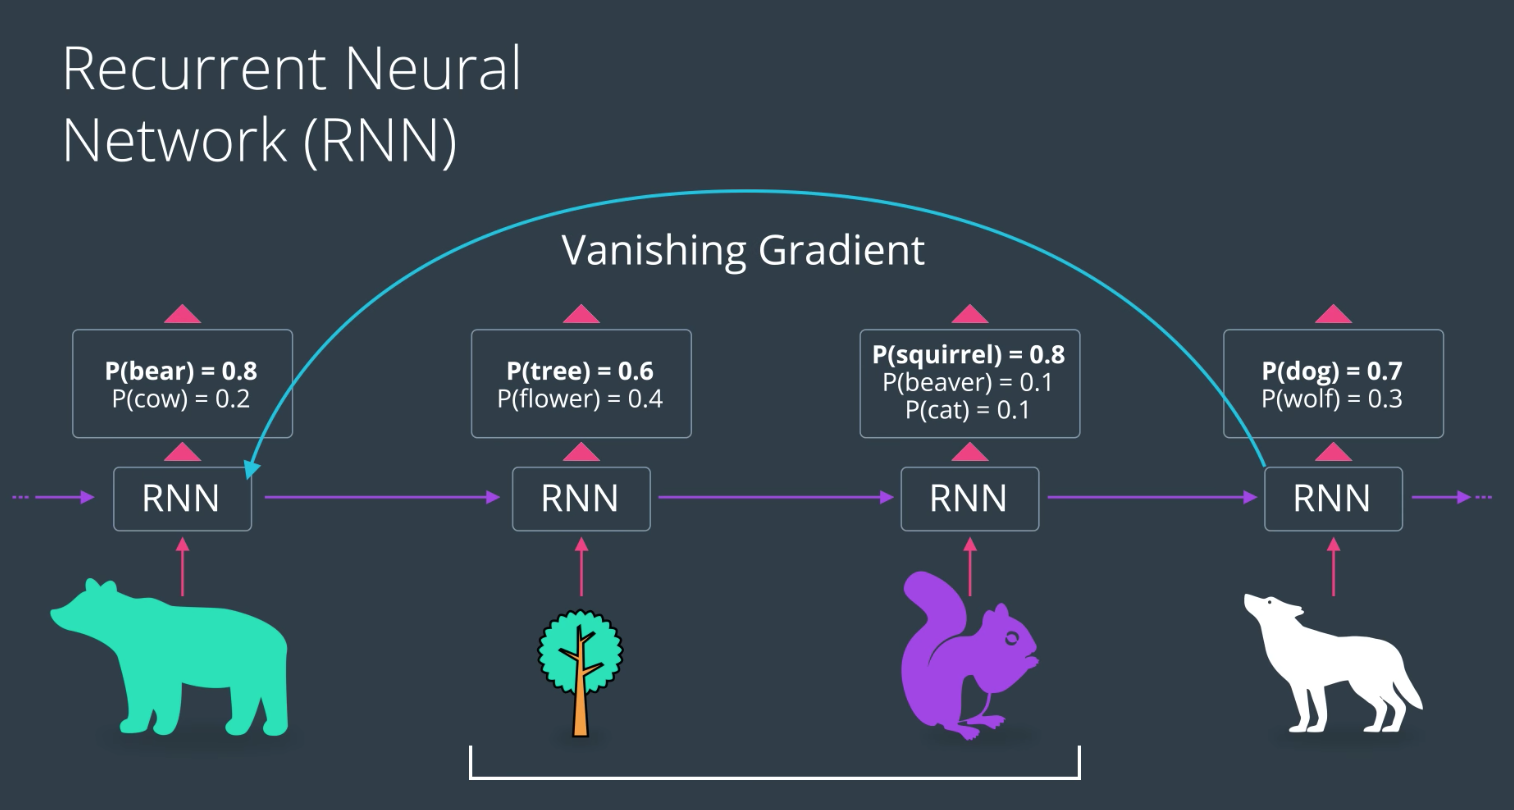 Recurrent Neural
Network (RNN)
Vanishing Gradient
P(bear) = 0.8
P(cow) = 0.2
P(tree) = 0.6
P(flower) = 0.4
P(squirrel) = 0.8
P(beaver) = 0.1
P(cat) = 0.1
P(dog) = 0.7
P(wolf) = 0.3
RNN
RNN
RNN
RNN